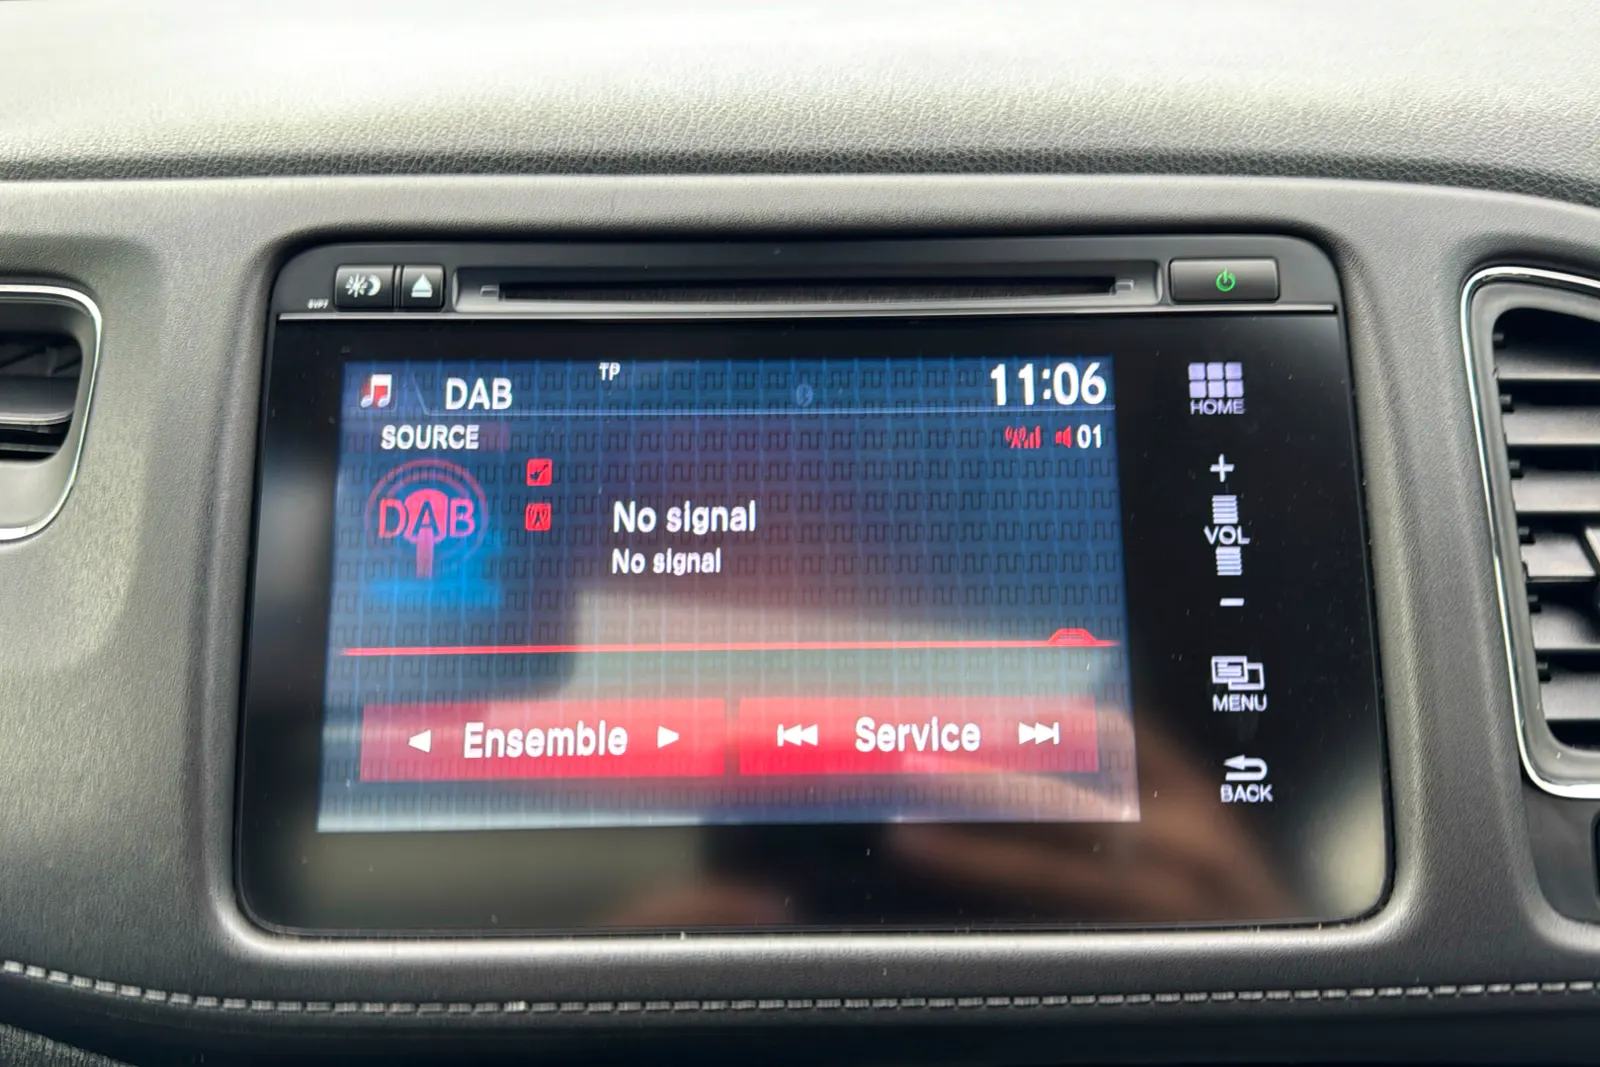 TP
DAB
11:06
SOURCE
01
DAB
No signal
No signal
Ensemble
Service
HOME
+
VOL
-
MENU
BACK